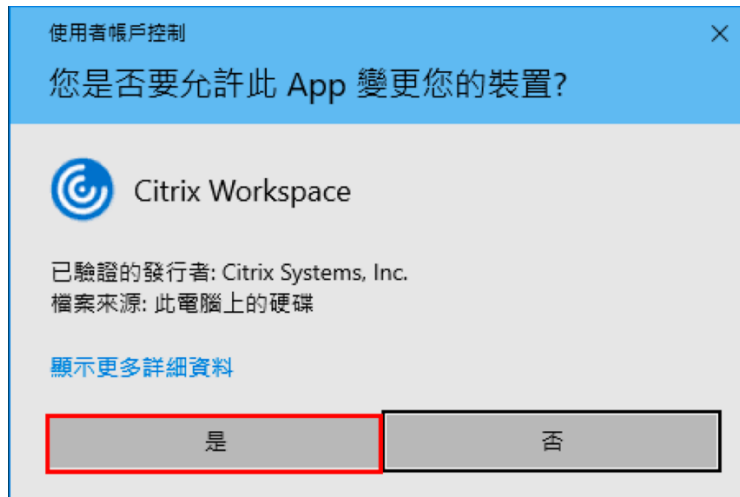 使用者帳戶控制
您是否要允許此 App 變更您的裝置?
Citrix Workspace
已驗證的發行者: Citrix Systems, Inc.
檔案來源: 此電腦上的硬碟
顯示更多詳細資料
是
否